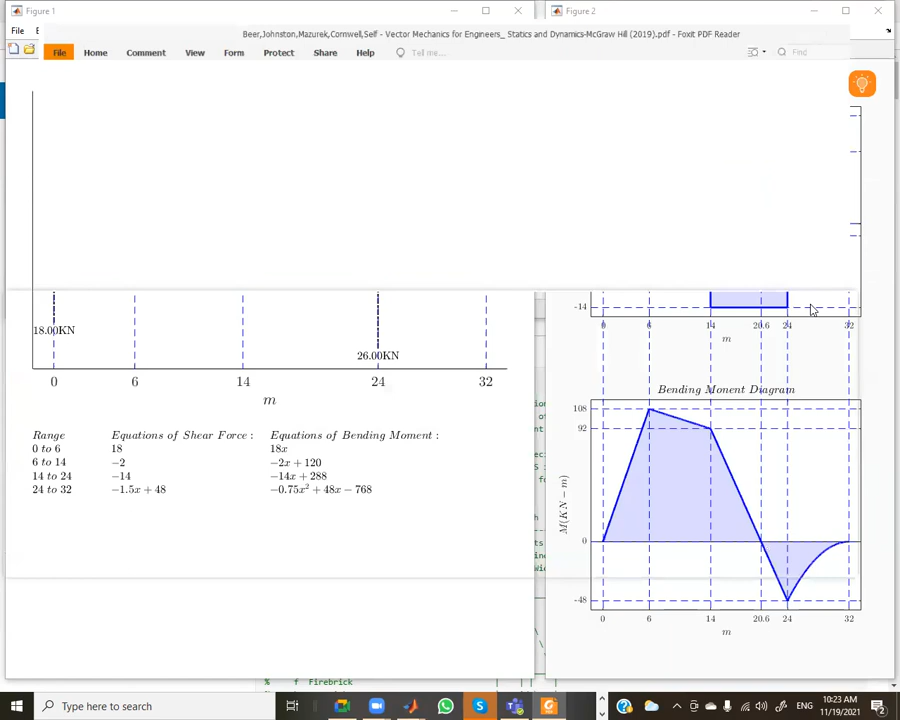 Figure 1
Figure 2
File
Beer,Johnston,Mazurek,Cornwell,Self - Vector Mechanics for Engineers_ Statics and Dynamics-McGraw Hill (2019).pdf - Foxit PDF Reader
File Home Comment View Form Protect Share Help Tell me... Find
18.00KN
26.00KN
0 6 14 24 32
m
Range Equations of Shear Force : Equations of Bending Moment :
0 to 6 18 18x
6 to 14 −2 −2x + 120
14 to 24 −14 −14x + 288
24 to 32 −1.5x + 48 −0.75x² + 48x − 768
-14
0 6 14 20.6 24 32
m
Bending Monent Diagram
108
92
M(KN − m)
0
-48
0 6 14 20.6 24 32
m
% f Firebrick
Type here to search
10:23 AM
11/19/2021
2